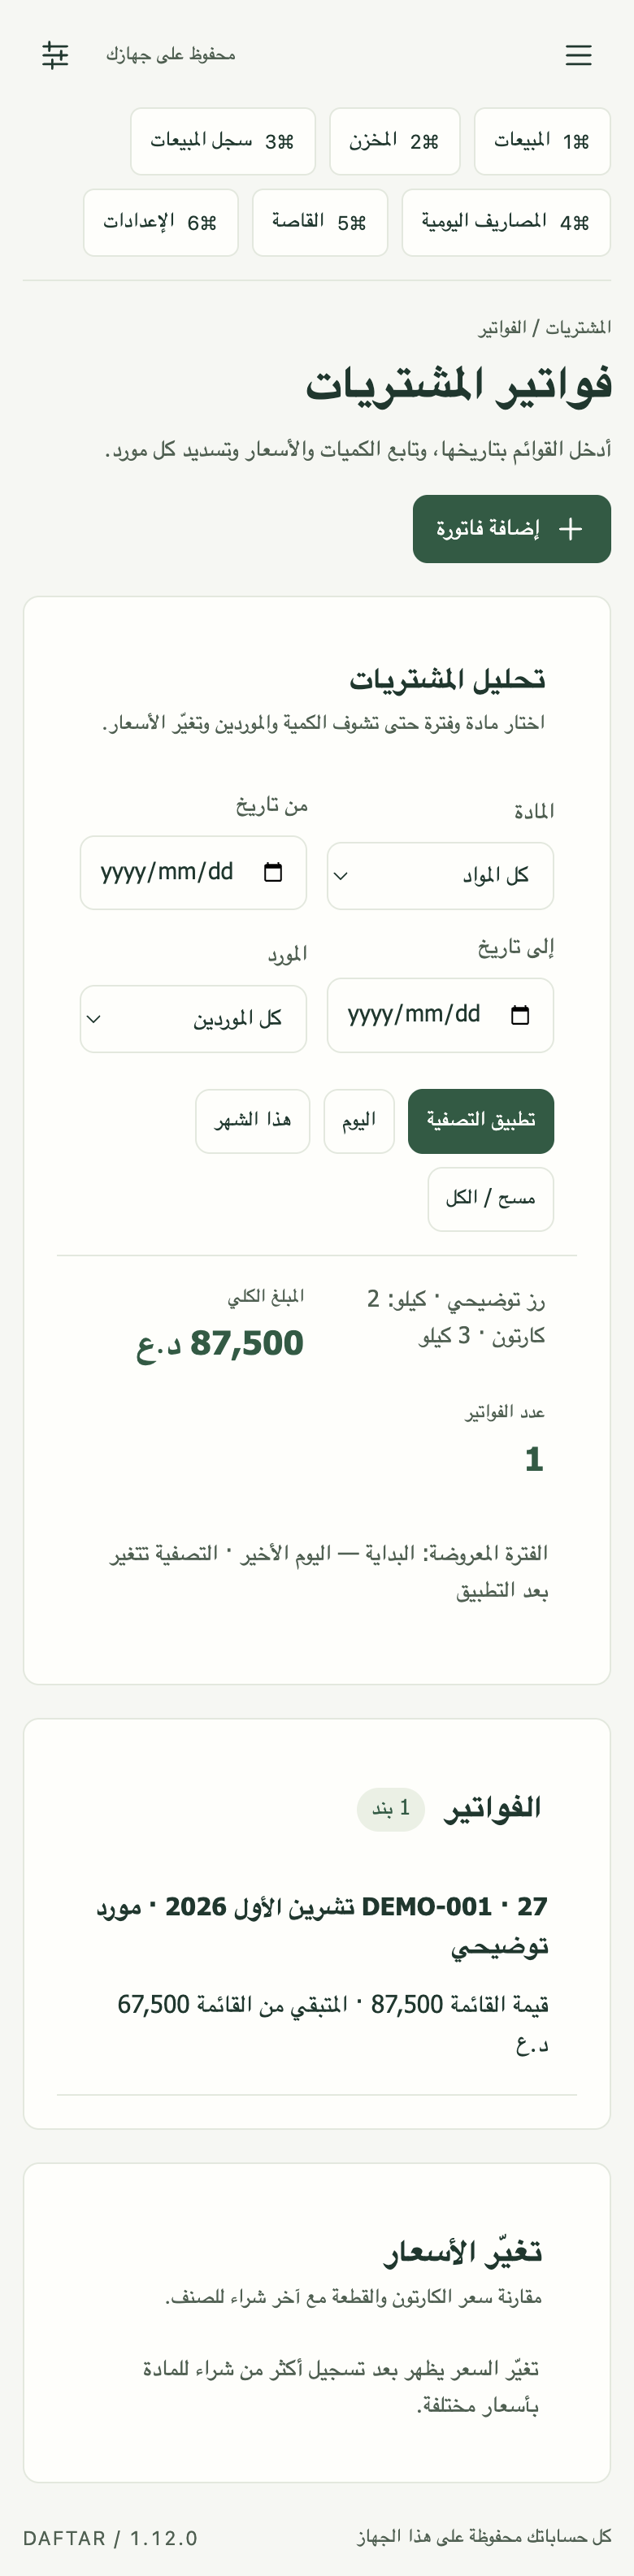 محفوظ على جهازك
⌘1 المبيعات
⌘2 المخزن
⌘3 سجل المبيعات
⌘4 المصاريف اليومية
⌘5 القاصة
⌘6 الإعدادات
المشتريات / الفواتير
فواتير المشتريات
أدخل القوائم بتاريخها، وتابع الكميات والأسعار وتسديد كل مورد.
إضافة فاتورة
تحليل المشتريات
اختار مادة وفترة حتى تشوف الكمية والموردين وتغيّر الأسعار.
المادة
كل المواد
من تاريخ
yyyy/mm/dd
إلى تاريخ
yyyy/mm/dd
المورد
كل الموردين
تطبيق التصفية
اليوم
هذا الشهر
مسح / الكل
رز توضيحي · كيلو: 2
كارتون · 3 كيلو
المبلغ الكلي
87,500 د.ع
عدد الفواتير
1
الفترة المعروضة: البداية — اليوم الأخير · التصفية تتغير
بعد التطبيق
الفواتير
1 بند
DEMO-001 · 27 تشرين الأول 2026 · مورد
توضيحي
قيمة القائمة 87,500 · المتبقي من القائمة 67,500
د.ع
تغيّر الأسعار
مقارنة سعر الكارتون والقطعة مع آخر شراء للصنف.
تغيّر السعر يظهر بعد تسجيل أكثر من شراء للمادة
بأسعار مختلفة.
كل حساباتك محفوظة على هذا الجهاز
DAFTAR / 1.12.0